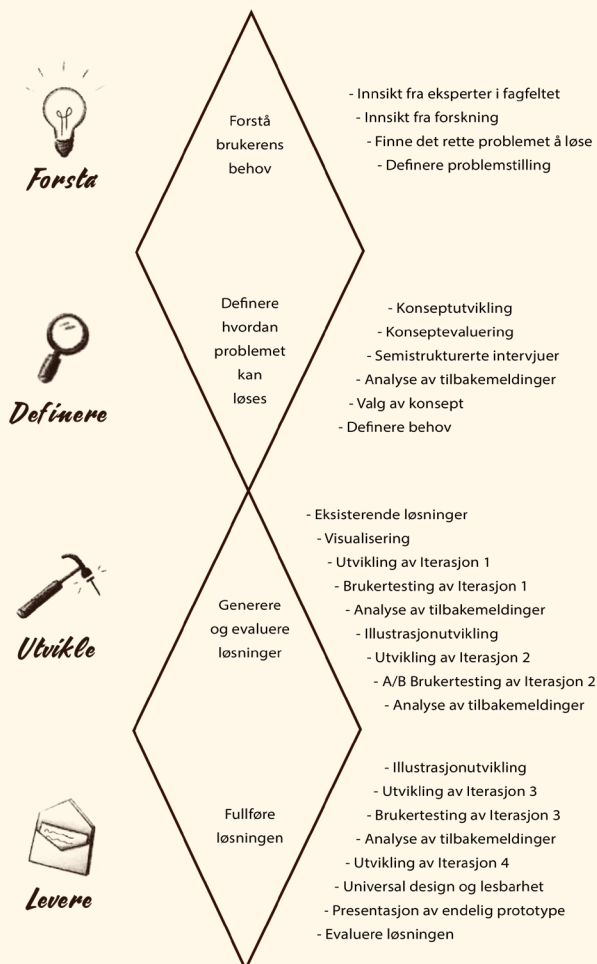 Forstå
Forstå
brukerens
behov
- Innsikt fra eksperter i fagfeltet
- Innsikt fra forskning
- Finne det rette problemet å løse
- Definere problemstilling
Definere
Definere
hvordan
problemet
kan
løses
- Konseptutvikling
- Konseptevaluering
- Semistrukturerte intervjuer
- Analyse av tilbakemeldinger
- Valg av konsept
- Definere behov
Utvikle
Generere
og evaluere
løsninger
- Eksisterende løsninger
- Visualisering
- Utvikling av Iterasjon 1
- Brukertesting av Iterasjon 1
- Analyse av tilbakemeldinger
- Illustrasjonutvikling
- Utvikling av Iterasjon 2
- A/B Brukertesting av Iterasjon 2
- Analyse av tilbakemeldinger
Levere
Fullføre
løsningen
- Illustrasjonutvikling
- Utvikling av Iterasjon 3
- Brukertesting av Iterasjon 3
- Analyse av tilbakemeldinger
- Utvikling av Iterasjon 4
- Universal design og lesbarhet
- Presentasjon av endelig prototype
- Evaluere løsningen